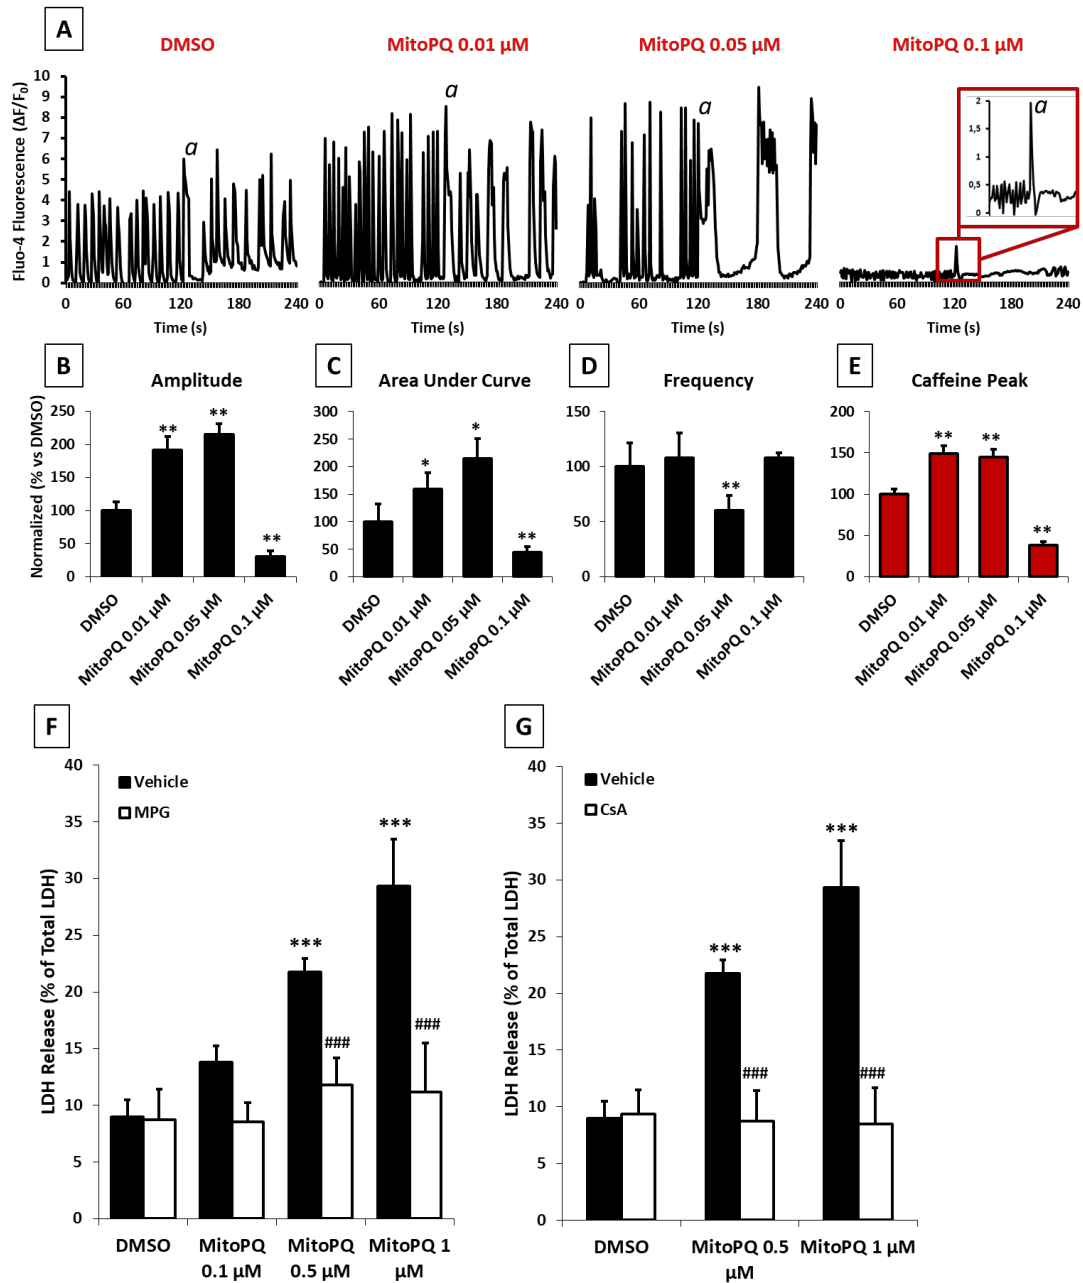 A
DMSO
MitoPQ 0.01 µM
MitoPQ 0.05 µM
MitoPQ 0.1 µM
Fluo-4 Fluorescence (ΔF/F0)
10
9
8
7
6
5
4
3
2
1
0
a
0 60 120 180 240
Time (s)
a
0 60 120 180 240
Time (s)
a
0 60 120 180 240
Time (s)
2
1,5
1
0,5
0
a
0 60 120 180 240
Time (s)
B
Amplitude
Normalized (% vs DMSO)
250
200
150
100
50
0
**
**
**
DMSO
MitoPQ 0.01 µM
MitoPQ 0.05 µM
MitoPQ 0.1 µM
C
Area Under Curve
300
250
200
150
100
50
0
*
*
**
DMSO
MitoPQ 0.01 µM
MitoPQ 0.05 µM
MitoPQ 0.1 µM
D
Frequency
150
100
50
0
**
DMSO
MitoPQ 0.01 µM
MitoPQ 0.05 µM
MitoPQ 0.1 µM
E
Caffeine Peak
200
150
100
50
0
**
**
**
DMSO
MitoPQ 0.01 µM
MitoPQ 0.05 µM
MitoPQ 0.1 µM
F
LDH Release (% of Total LDH)
40
35
30
25
20
15
10
5
0
Vehicle
MPG
***
###
***
###
DMSO
MitoPQ
0.1 µM
MitoPQ
0.5 µM
MitoPQ 1
µM
G
LDH Release (% of Total LDH)
40
35
30
25
20
15
10
5
0
Vehicle
CsA
***
###
***
###
DMSO
MitoPQ 0.5
µM
MitoPQ 1 µM